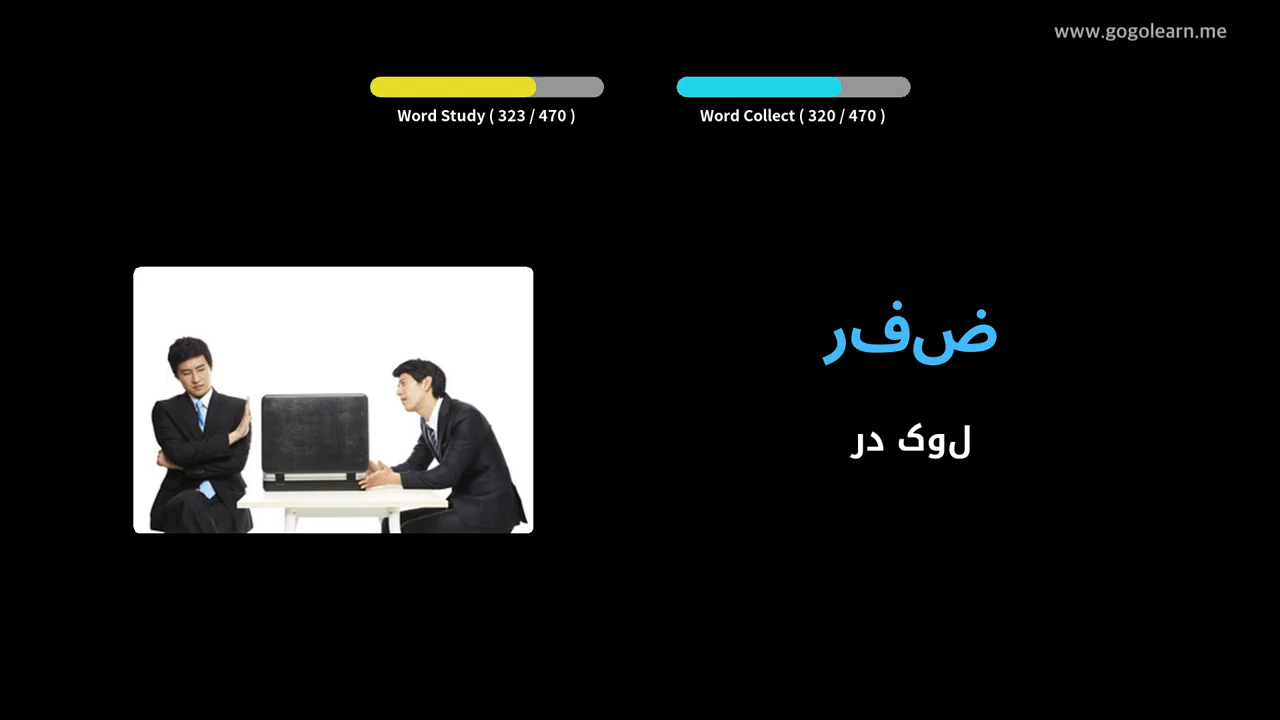 www.gogolearn.me
Word Study ( 323 / 470 )
Word Collect ( 320 / 470 )
ضفر
لوک در